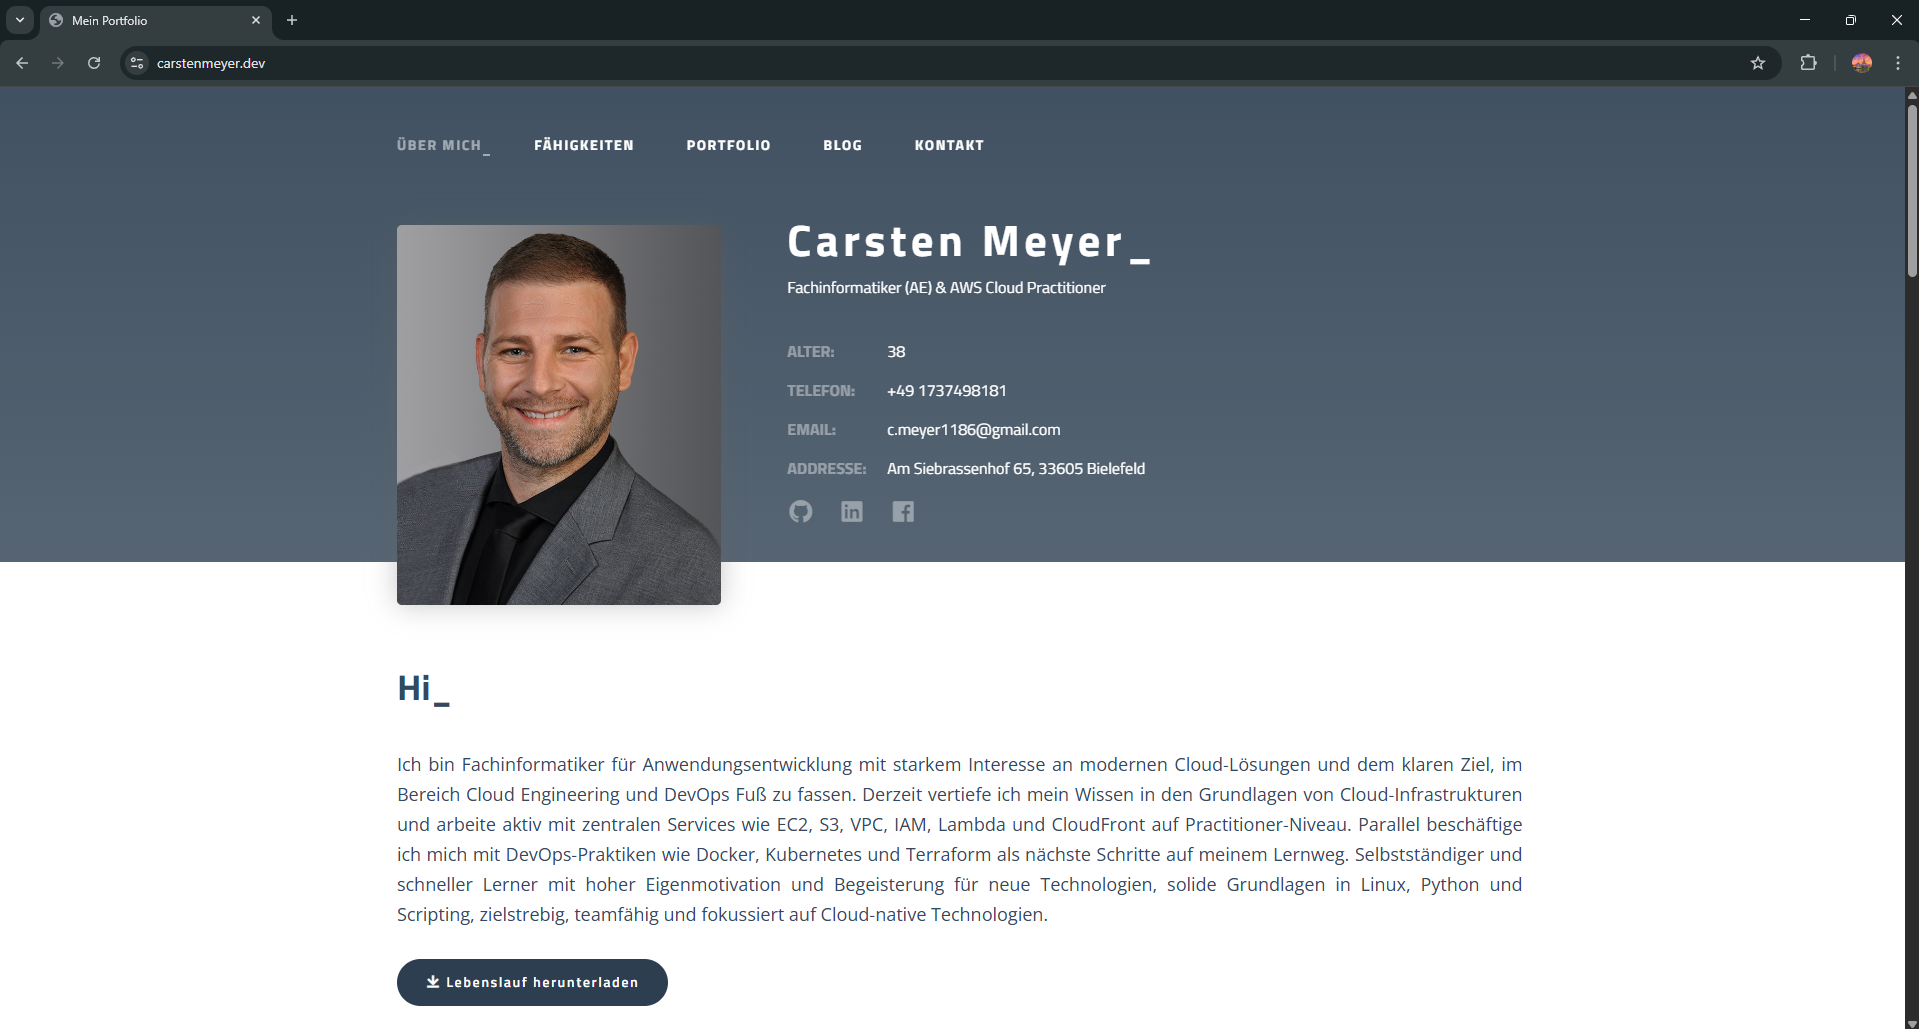 Mein Portfolio
carstenmeyer.dev
ÜBER MICH_ FÄHIGKEITEN PORTFOLIO BLOG KONTAKT
Carsten Meyer_
Fachinformatiker (AE) & AWS Cloud Practitioner
ALTER: 38
TELEFON: +49 1737498181
EMAIL: c.meyer1186@gmail.com
ADDRESSE: Am Siebrassenhof 65, 33605 Bielefeld
Hi_
Ich bin Fachinformatiker für Anwendungsentwicklung mit starkem Interesse an modernen Cloud-Lösungen und dem klaren Ziel, im
Bereich Cloud Engineering und DevOps Fuß zu fassen. Derzeit vertiefe ich mein Wissen in den Grundlagen von Cloud-Infrastrukturen
und arbeite aktiv mit zentralen Services wie EC2, S3, VPC, IAM, Lambda und CloudFront auf Practitioner-Niveau. Parallel beschäftige
ich mich mit DevOps-Praktiken wie Docker, Kubernetes und Terraform als nächste Schritte auf meinem Lernweg. Selbstständiger und
schneller Lerner mit hoher Eigenmotivation und Begeisterung für neue Technologien, solide Grundlagen in Linux, Python und
Scripting, zielstrebig, teamfähig und fokussiert auf Cloud-native Technologien.
Lebenslauf herunterladen